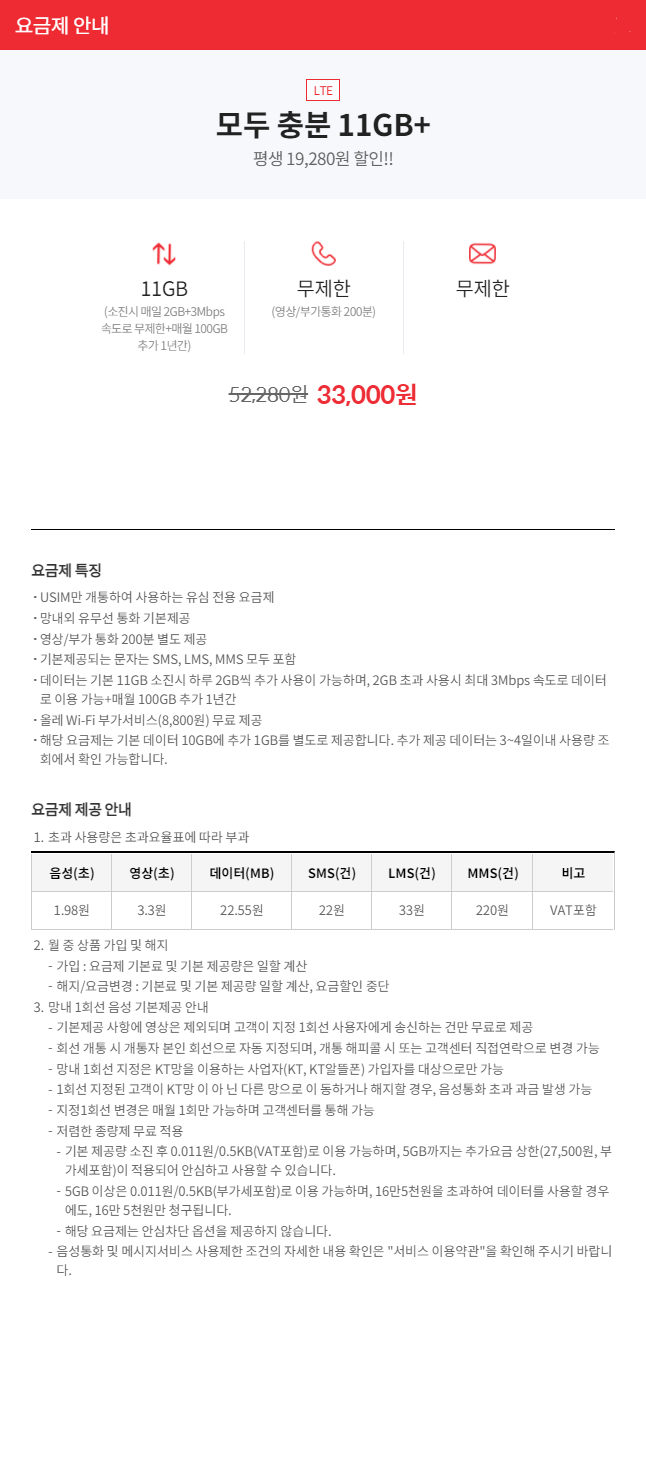 요금제 안내
LTE
모두 충분 11GB+
평생 19,280원 할인!!
11GB
(소진시 매일 2GB+3Mbps
속도로 무제한+매월 100GB
추가 1년간)
무제한
(영상/부가통화 200분)
무제한
52,280원 33,000원
요금제 특징
· USIM만 개통하여 사용하는 유심 전용 요금제
· 망내외 유무선 통화 기본제공
· 영상/부가 통화 200분 별도 제공
· 기본제공되는 문자는 SMS, LMS, MMS 모두 포함
· 데이터는 기본 11GB 소진시 하루 2GB씩 추가 사용이 가능하며, 2GB 초과 사용시 최대 3Mbps 속도로 데이터
로 이용 가능+매월 100GB 추가 1년간
· 올레 Wi-Fi 부가서비스(8,800원) 무료 제공
· 해당 요금제는 기본 데이터 10GB에 추가 1GB를 별도로 제공합니다. 추가 제공 데이터는 3~4일이내 사용량 조
회에서 확인 가능합니다.
요금제 제공 안내
1. 초과 사용량은 초과요율표에 따라 부과
음성(초) 영상(초) 데이터(MB) SMS(건) LMS(건) MMS(건) 비고
1.98원 3.3원 22.55원 22원 33원 220원 VAT포함
2. 월 중 상품 가입 및 해지
- 가입 : 요금제 기본료 및 기본 제공량은 일할 계산
- 해지/요금변경 : 기본료 및 기본 제공량 일할 계산, 요금할인 중단
3. 망내 1회선 음성 기본제공 안내
- 기본제공 사항에 영상은 제외되며 고객이 지정 1회선 사용자에게 송신하는 건만 무료로 제공
- 회선 개통 시 개통자 본인 회선으로 자동 지정되며, 개통 해피콜 시 또는 고객센터 직접연락으로 변경 가능
- 망내 1회선 지정은 KT망을 이용하는 사업자(KT, KT알뜰폰) 가입자를 대상으로만 가능
- 1회선 지정된 고객이 KT망 이 아 닌 다른 망으로 이 동하거나 해지할 경우, 음성통화 초과 과금 발생 가능
- 지정1회선 변경은 매월 1회만 가능하며 고객센터를 통해 가능
- 저렴한 종량제 무료 적용
- 기본 제공량 소진 후 0.011원/0.5KB(VAT포함)로 이용 가능하며, 5GB까지는 추가요금 상한(27,500원, 부
가세포함)이 적용되어 안심하고 사용할 수 있습니다.
- 5GB 이상은 0.011원/0.5KB(부가세포함)로 이용 가능하며, 16만5천원을 초과하여 데이터를 사용할 경우
에도, 16만 5천원만 청구됩니다.
- 해당 요금제는 안심차단 옵션을 제공하지 않습니다.
- 음성통화 및 메시지서비스 사용제한 조건의 자세한 내용 확인은 "서비스 이용약관"을 확인해 주시기 바랍니
다.